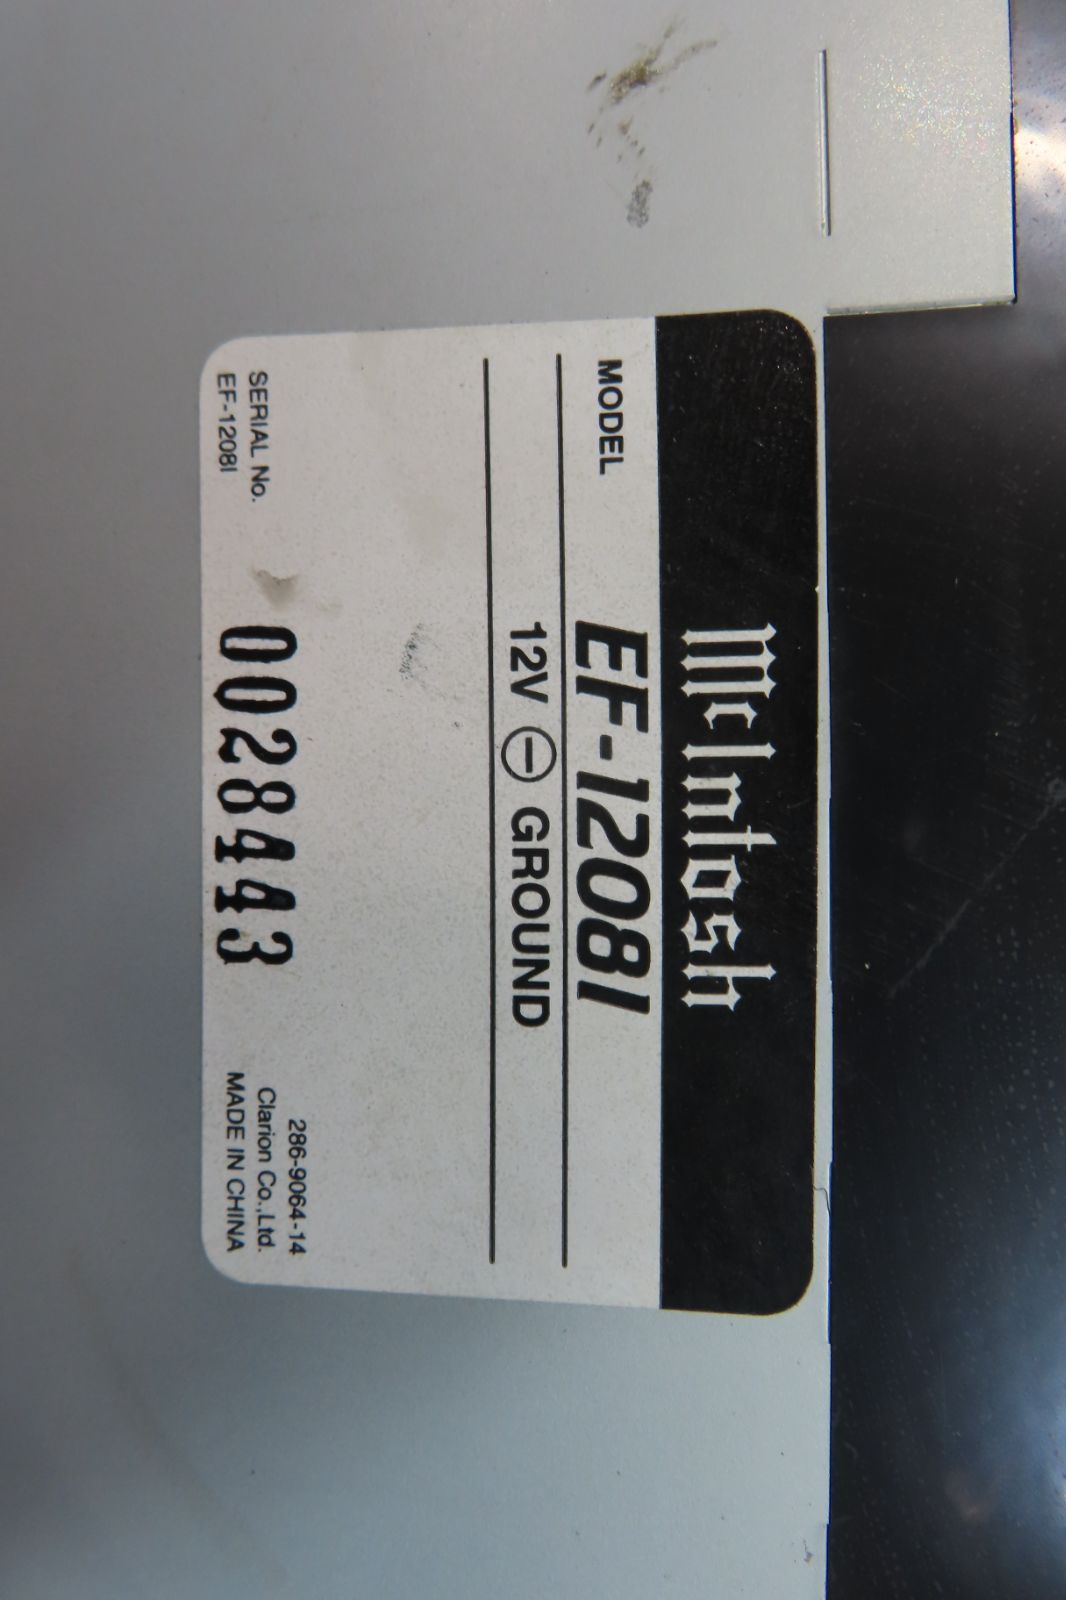 McIntosh
MODEL EF-1208I
12V ⊖ GROUND
286-9064-14
SERIAL No. Clarion Co.,Ltd.
EF-1208I 0028443 MADE IN CHINA